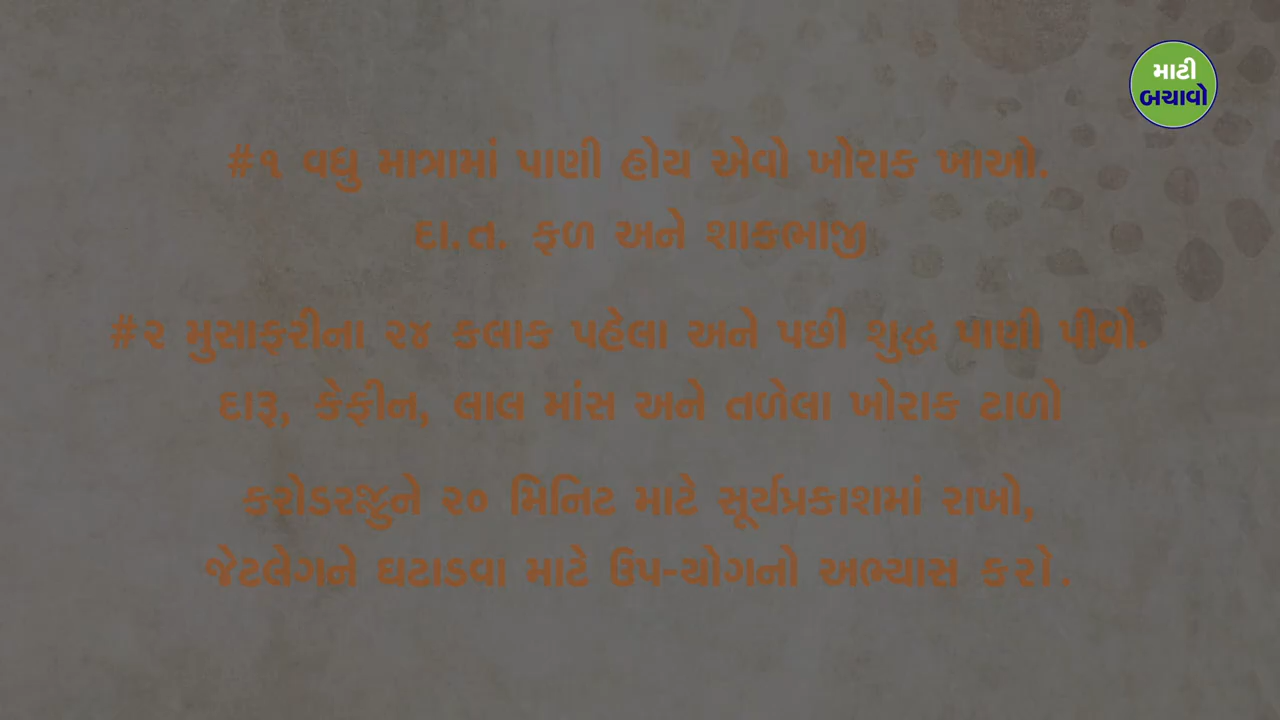 માટી
બચાવો
#૧ વધુ માત્રામાં પાણી હોય એવો ખોરાક ખાઓ.
દા.ત. ફળ અને શાકભાજી
#૨ મુસાફરીના ૨૪ કલાક પહેલા અને પછી શુદ્ધ પાણી પીવો.
દારૂ, કેફીન, લાલ માંસ અને તળેલા ખોરાક ટાળો
કરોડરજ્જુને ૨૦ મિનિટ માટે સૂર્યપ્રકાશમાં રાખો,
જેટલેગને ઘટાડવા માટે ઉપ-યોગનો અભ્યાસ કરો.